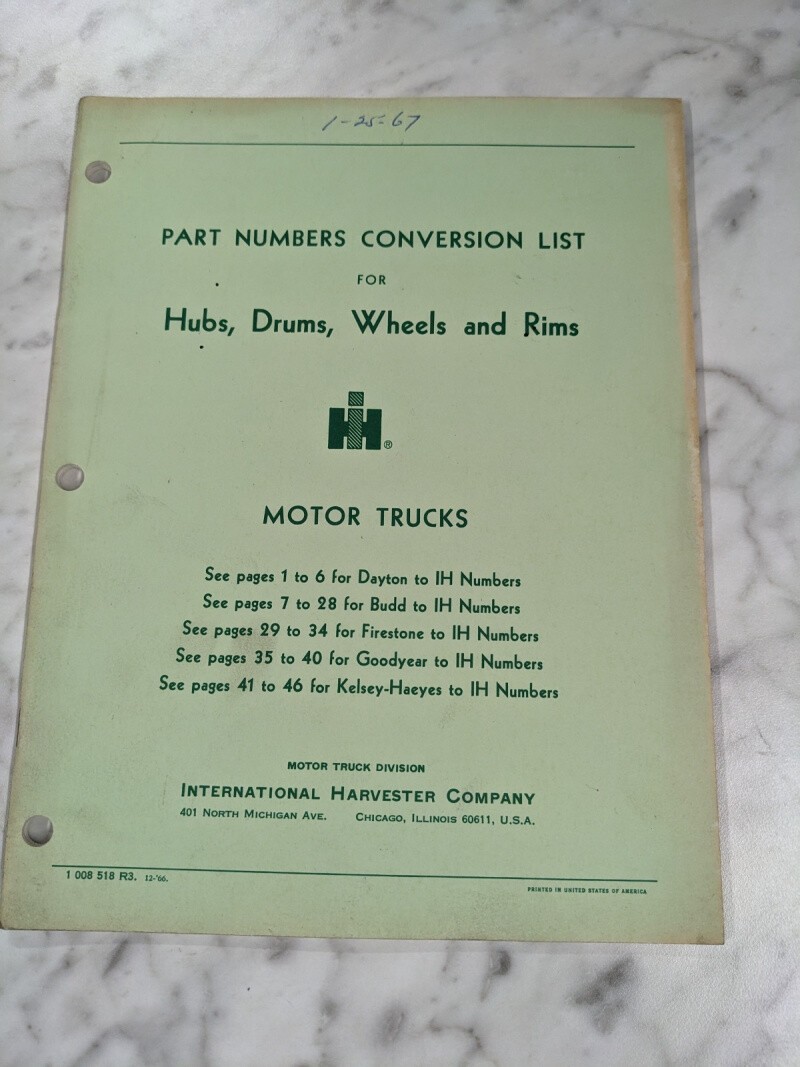 1-25-67
PART NUMBERS CONVERSION LIST
FOR
Hubs, Drums, Wheels and Rims
IH®
MOTOR TRUCKS
See pages 1 to 6 for Dayton to IH Numbers
See pages 7 to 28 for Budd to IH Numbers
See pages 29 to 34 for Firestone to IH Numbers
See pages 35 to 40 for Goodyear to IH Numbers
See pages 41 to 46 for Kelsey-Haeyes to IH Numbers
MOTOR TRUCK DIVISION
INTERNATIONAL HARVESTER COMPANY
401 NORTH MICHIGAN AVE. CHICAGO, ILLINOIS 60611, U.S.A.
1 008 518 R3. 12-'66.
PRINTED IN UNITED STATES OF AMERICA